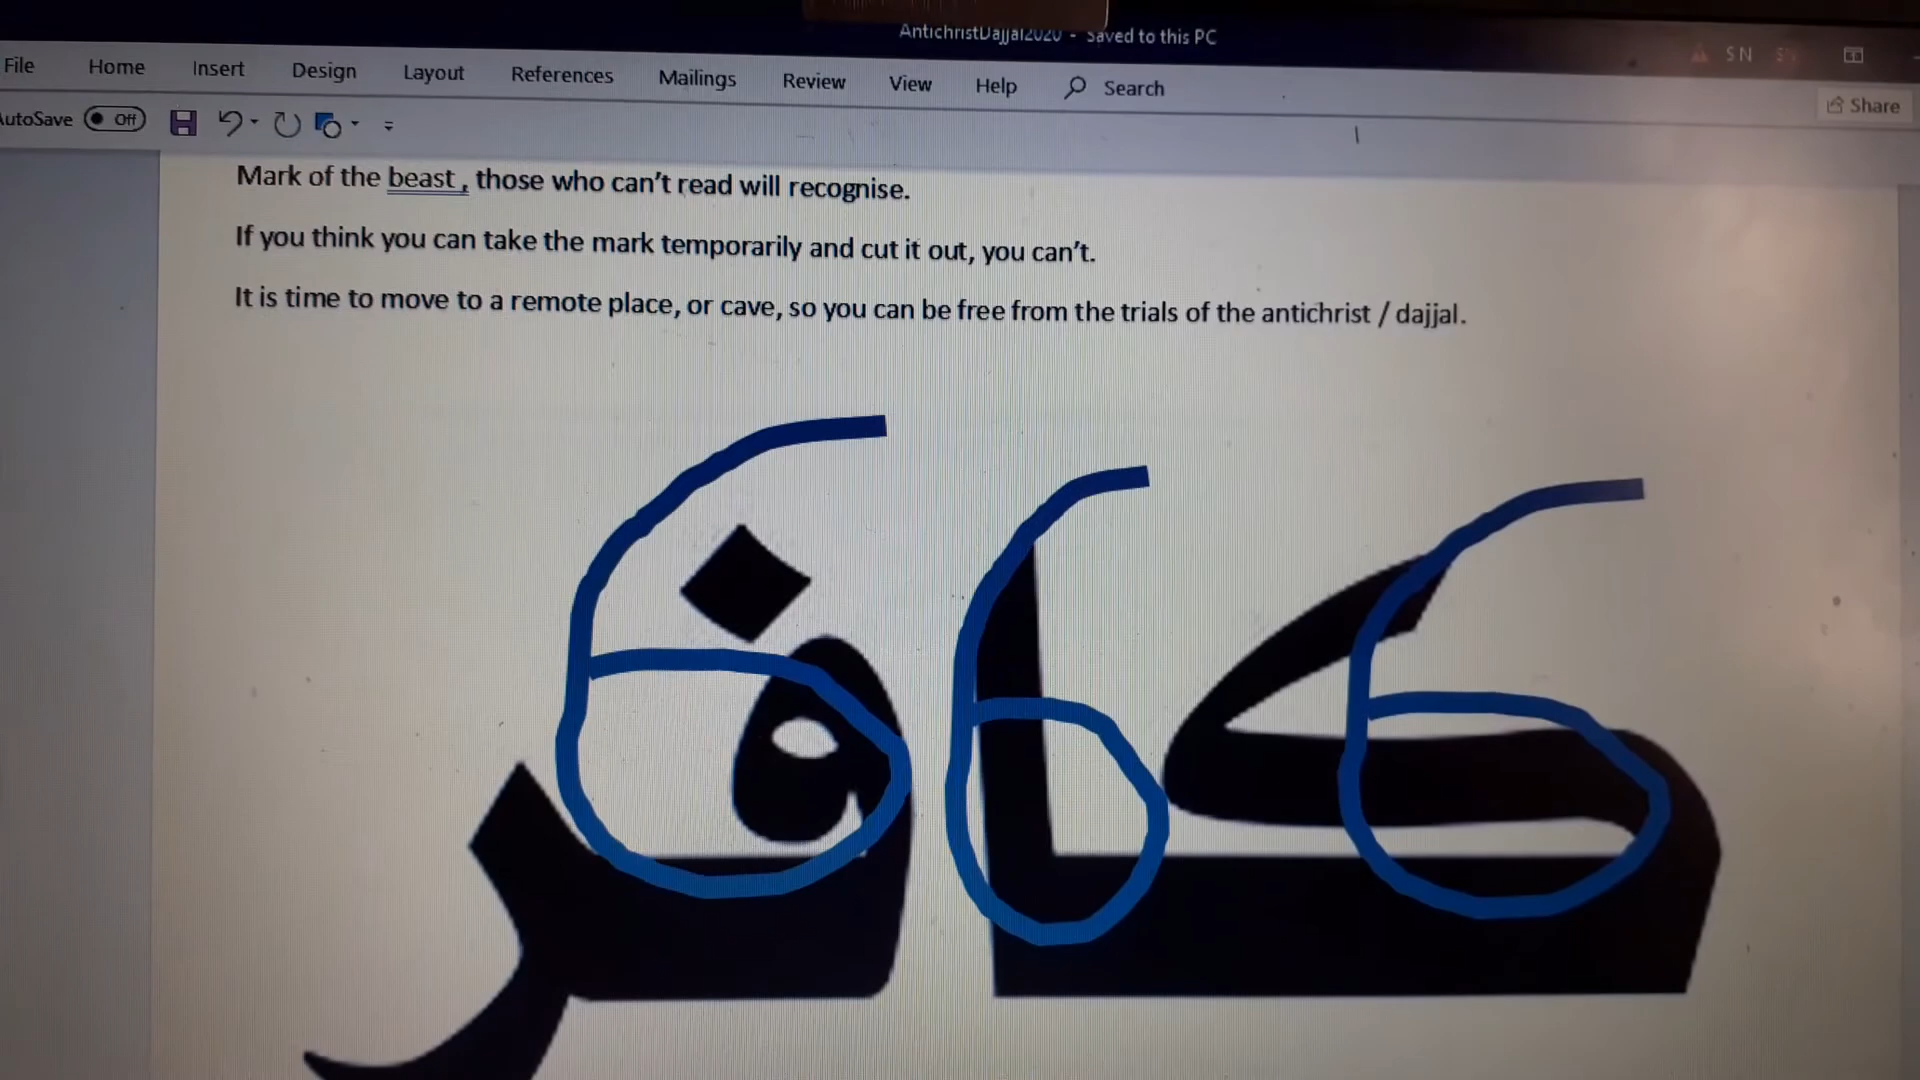 AntichristDajjal2020 - Saved to this PC
S N
File Home Insert Design Layout References Mailings Review View Help Search
Share
AutoSave Off
Mark of the beast , those who can't read will recognise.
If you think you can take the mark temporarily and cut it out, you can't.
It is time to move to a remote place, or cave, so you can be free from the trials of the antichrist / dajjal.
كافر
666